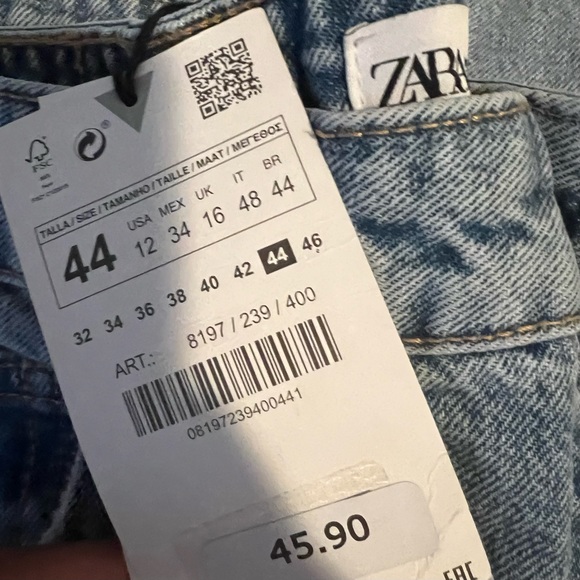 ZARA
FSC
TALLA / SIZE / TAMANHO / TAILLE / MAAT / ΜΕΓΕΘΟΣ
44 USA MEX UK IT BR
12 34 16 48 44
32 34 36 38 40 42 44 46
ART.: 8197 / 239 / 400
08197239400441
45.90
EAC